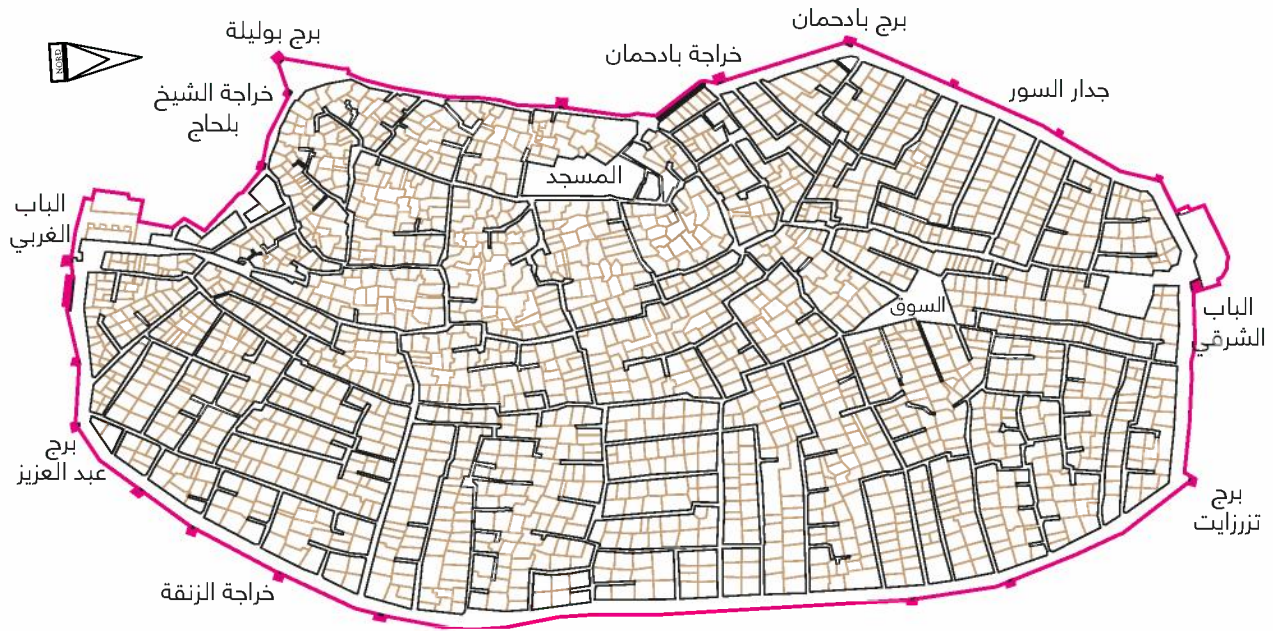 برج بادحمان
برج بوليلة
خراجة بادحمان
NORD
جدار السور
خراجة الشيخ
بلحاج
المسجد
الباب
الغربي
السوق
الباب
الشرقي
برج
عبد العزيز
برج
تزرزايت
خراجة الزنقة